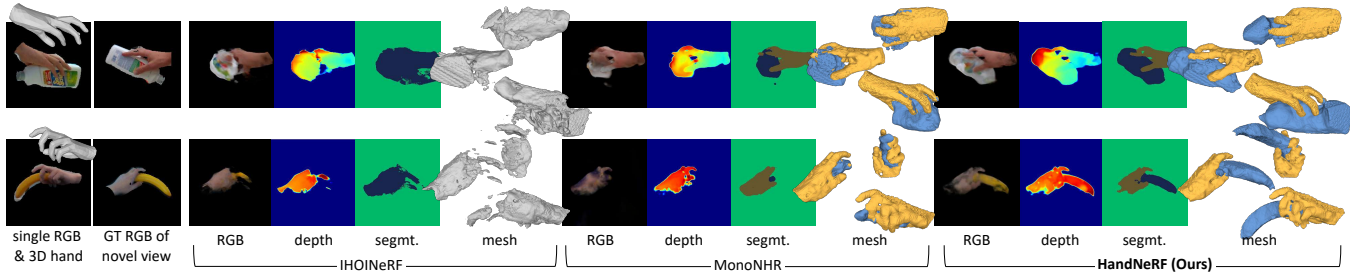 single RGB
& 3D hand
GT RGB of
novel view
RGB
depth
segmt.
mesh
IHOINeRF
RGB
depth
segmt.
mesh
MonoNHR
RGB
depth
segmt.
mesh
HandNeRF (Ours)